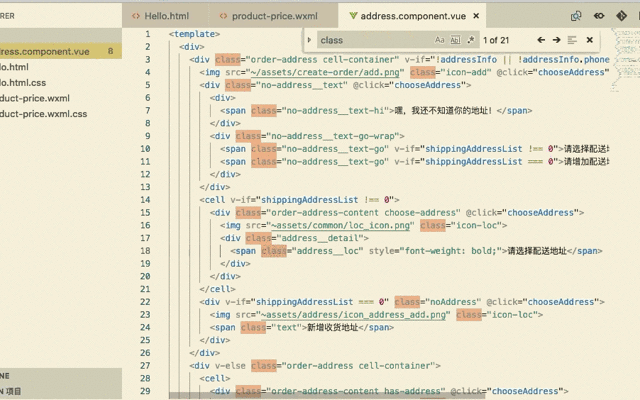 RER
Hello.html
product-price.wxml
address.component.vue
ress.component.vue 8
lo.html
lo.html.css
duct-price.wxml
duct-price.wxml.css
NE
N 项目
class
Aa Abl .*
1 of 21
1 <template>
2 <div>
3 <div class="order-address cell-container" v-if="!addressInfo || !addressInfo.phone
4 <img src="~/assets/create-order/add.png" class="icon-add" @click="chooseAddress"
5 <div class="no-address__text" @click="chooseAddress">
6 <div>
7 <span class="no-address__text-hi">嘿, 我还不知道你的地址! </span>
8 </div>
9 <div class="no-address__text-go-wrap">
10 <span class="no-address__text-go" v-if="shippingAddressList !== 0">请选择配送
11 <span class="no-address__text-go" v-if="shippingAddressList === 0">请增加配送
12 </div>
13 </div>
14 <cell v-if="shippingAddressList !== 0">
15 <div class="order-address-content choose-address" @click="chooseAddress">
16 <img src="~assets/common/loc_icon.png" class="icon-loc">
17 <div class="address__detail">
18 <span class="address__loc" style="font-weight: bold;">请选择配送地址</span>
19 </div>
20 </div>
21 </cell>
22 <div v-if="shippingAddressList === 0" class="noAddress" @click="chooseAddress">
23 <img src="~assets/address/icon_address_add.png" class="icon-loc">
24 <span class="text">新增收货地址</span>
25 </div>
26 </div>
27 <div v-else class="order-address cell-container">
28 <cell>
29 <div class="order-address-content has-address" @click="chooseAddress">